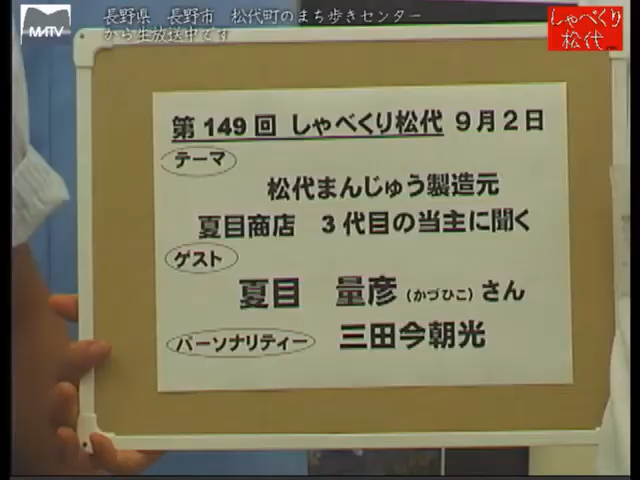 MATV
長野県　長野市　松代町のまち歩きセンター
から生放送中です
しゃべくり
松代
第149回 しゃべくり松代 9月2日
テーマ
松代まんじゅう製造元
夏目商店　3代目の当主に聞く
ゲスト
夏目　量彦(かづひこ)さん
パーソナリティー 三田今朝光